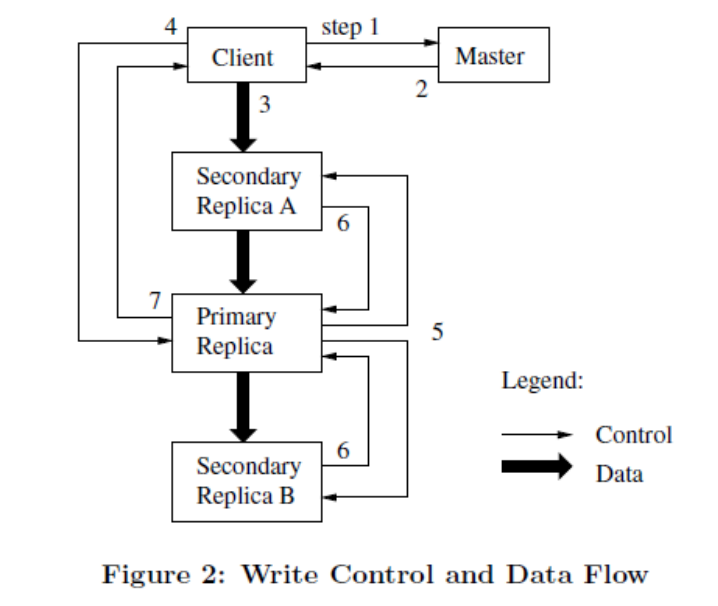 4
step 1
Client
Master
2
3
Secondary
Replica A
6
7
Primary
Replica
5
Legend:
Control
6
Secondary
Replica B
Data
Figure 2: Write Control and Data Flow